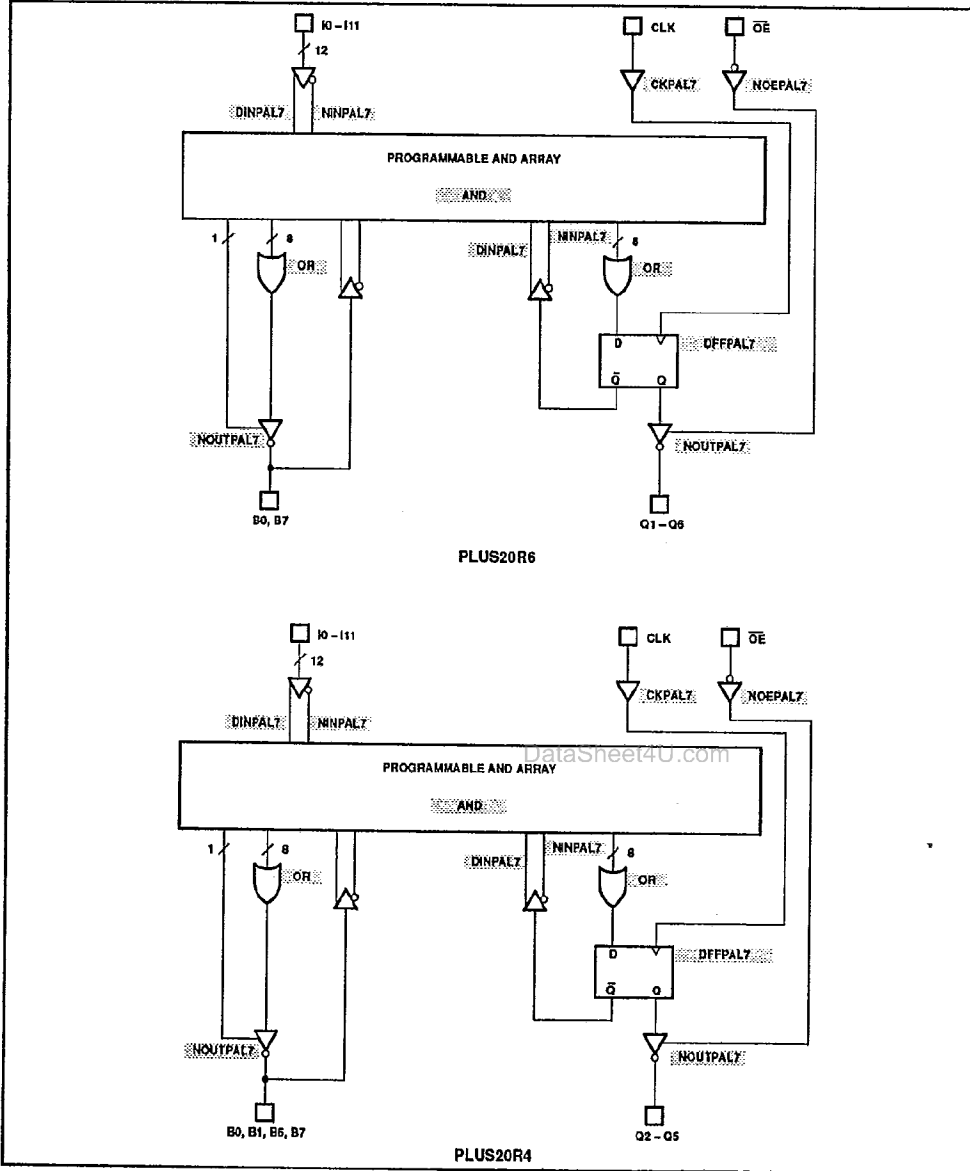 I0 – I11
CLK
OE
12
CKPAL7
NOEPAL7
DINPAL7
NINPAL7
PROGRAMMABLE AND ARRAY
AND
1
8
OR
DINPAL7
NINPAL7
8
OR
D
DFFPAL7
Q
Q
NOUTPAL7
NOUTPAL7
B0, B7
Q1 – Q6
PLUS20R6
I0 – I11
CLK
OE
12
CKPAL7
NOEPAL7
DINPAL7
NINPAL7
DataSheet4U.com
PROGRAMMABLE AND ARRAY
AND
1
8
OR
DINPAL7
NINPAL7
8
OR
D
DFFPAL7
Q
Q
NOUTPAL7
NOUTPAL7
B0, B1, B6, B7
Q2 – Q5
PLUS20R4